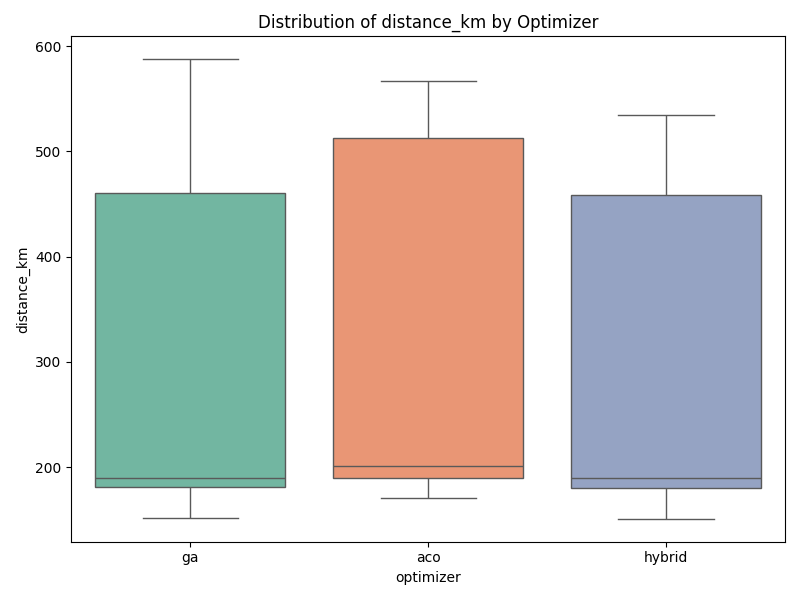 Distribution of distance_km by Optimizer
600
500
400
300
200
distance_km
ga
aco
hybrid
optimizer